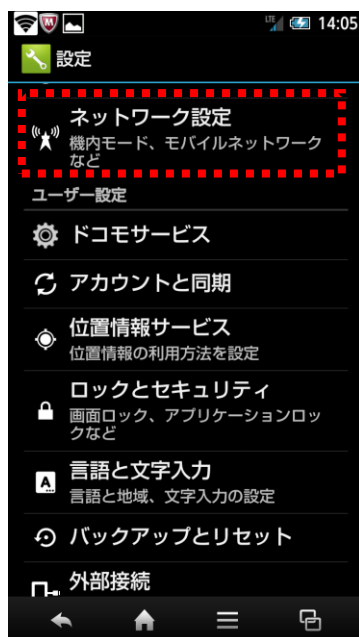 LTE 14:05
設定
ネットワーク設定
機内モード、モバイルネットワーク
など
ユーザー設定
ドコモサービス
アカウントと同期
位置情報サービス
位置情報の利用方法を設定
ロックとセキュリティ
画面ロック、アプリケーションロッ
クなど
言語と文字入力
言語と地域、文字入力の設定
バックアップとリセット
外部接続